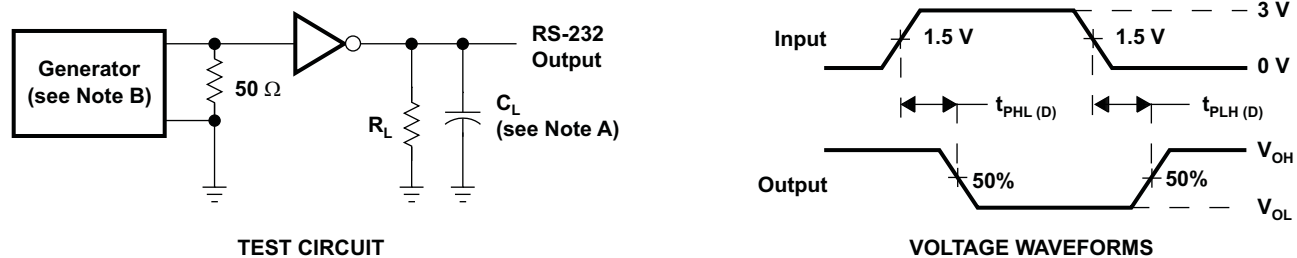 Generator
(see Note B)
50 Ω
RS-232
Output
R_L
C_L
(see Note A)
TEST CIRCUIT
Input
1.5 V
1.5 V
3 V
0 V
t_PHL (D)
t_PLH (D)
Output
50%
50%
V_OH
V_OL
VOLTAGE WAVEFORMS